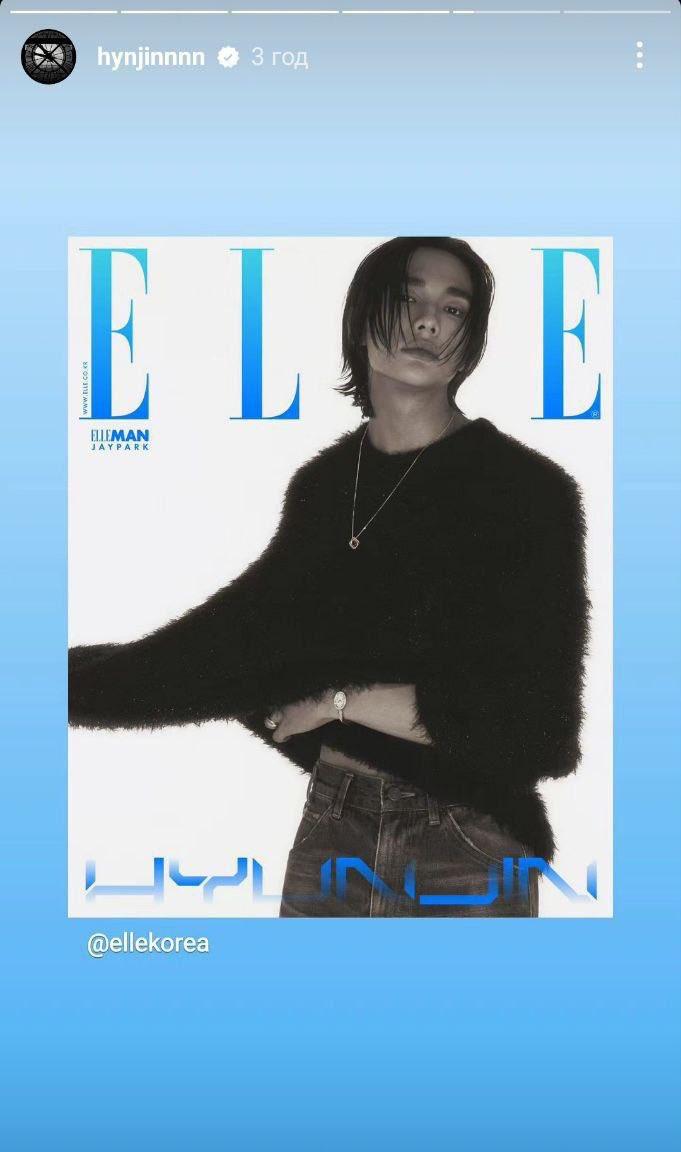 hynjinnnn 3 год
ELLE
WWW.ELLE.CO.KR
®
ELLEMAN
JAYPARK
HYUNJIN
@ellekorea